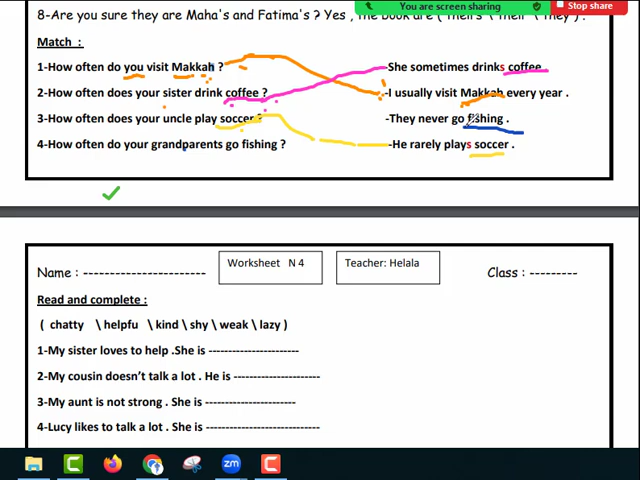 You are screen sharing
Stop share
8-Are you sure they are Maha's and Fatima's ? Yes , the book are ( Theirs \ Their \ They ) .
Match :
1-How often do you visit Makkah ?
-She sometimes drinks coffee
2-How often does your sister drink coffee ?
-I usually visit Makkah every year .
3-How often does your uncle play soccer ?
-They never go fishing .
4-How often do your grandparents go fishing ?
-He rarely plays soccer .
Name : -----------------------
Worksheet N 4
Teacher: Helala
Class : ---------
Read and complete :
( chatty \ helpfu \ kind \ shy \ weak \ lazy )
1-My sister loves to help .She is ---------------------
2-My cousin doesn't talk a lot . He is --------------------
3-My aunt is not strong . She is ---------------------
4-Lucy likes to talk a lot . She is -------------------------
zm